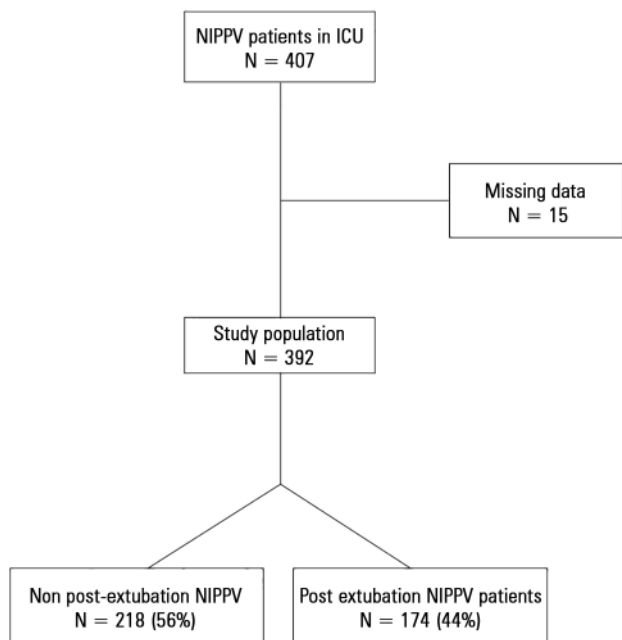 NIPPV patients in ICU
N = 407
Missing data
N = 15
Study population
N = 392
Non post-extubation NIPPV
N = 218 (56%)
Post extubation NIPPV patients
N = 174 (44%)